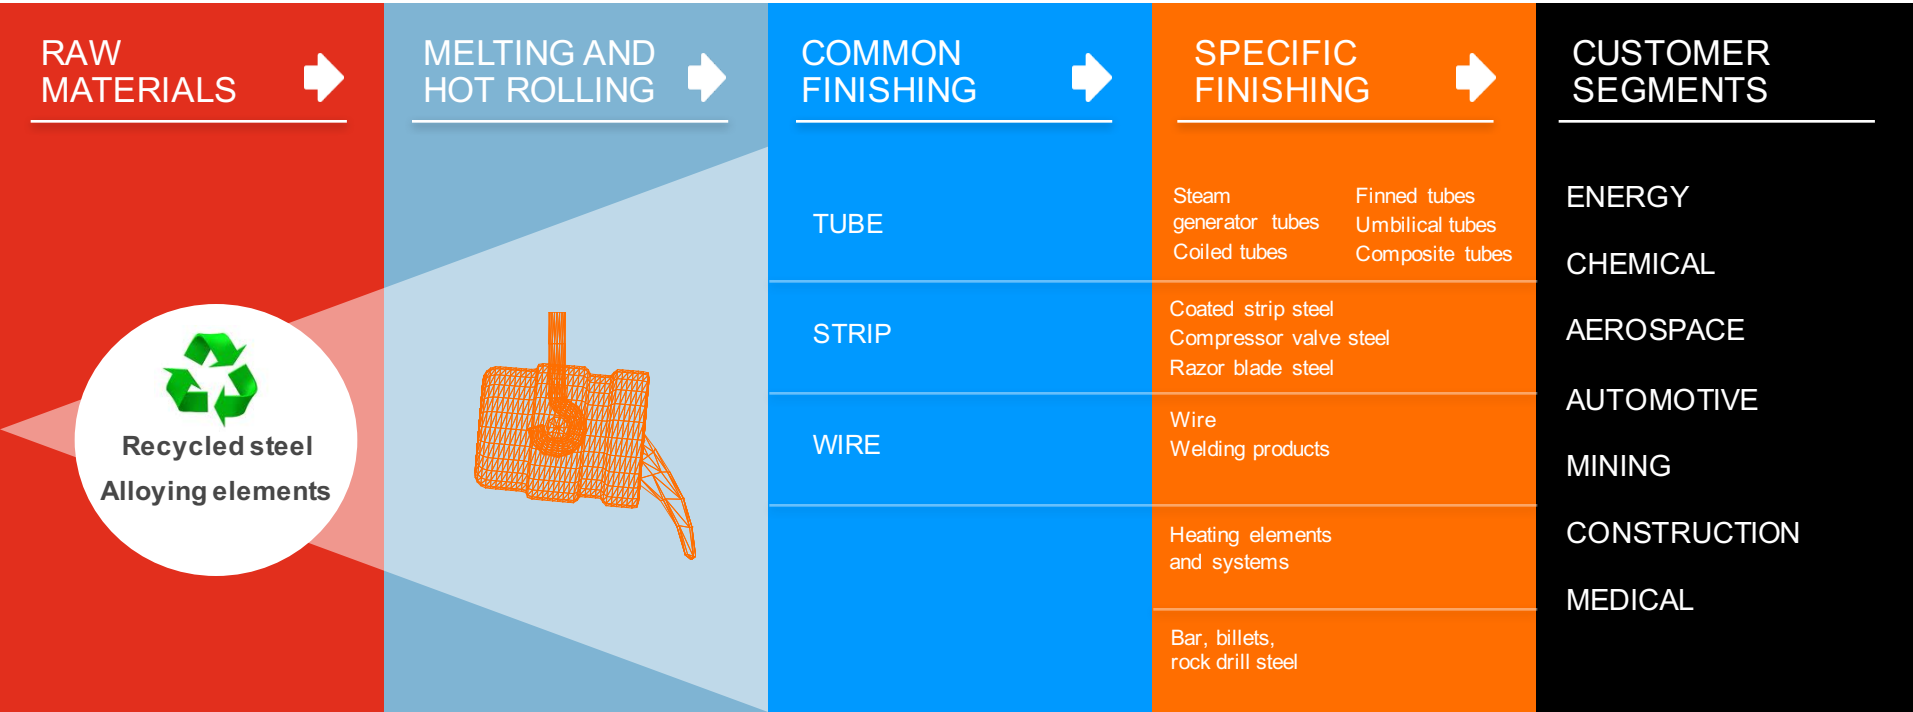 RAW
MATERIALS
MELTING AND
HOT ROLLING
COMMON
FINISHING
SPECIFIC
FINISHING
CUSTOMER
SEGMENTS
Recycled steel
Alloying elements
TUBE
STRIP
WIRE
Steam
generator tubes
Coiled tubes
Finned tubes
Umbilical tubes
Composite tubes
Coated strip steel
Compressor valve steel
Razor blade steel
Wire
Welding products
Heating elements
and systems
Bar, billets,
rock drill steel
ENERGY
CHEMICAL
AEROSPACE
AUTOMOTIVE
MINING
CONSTRUCTION
MEDICAL